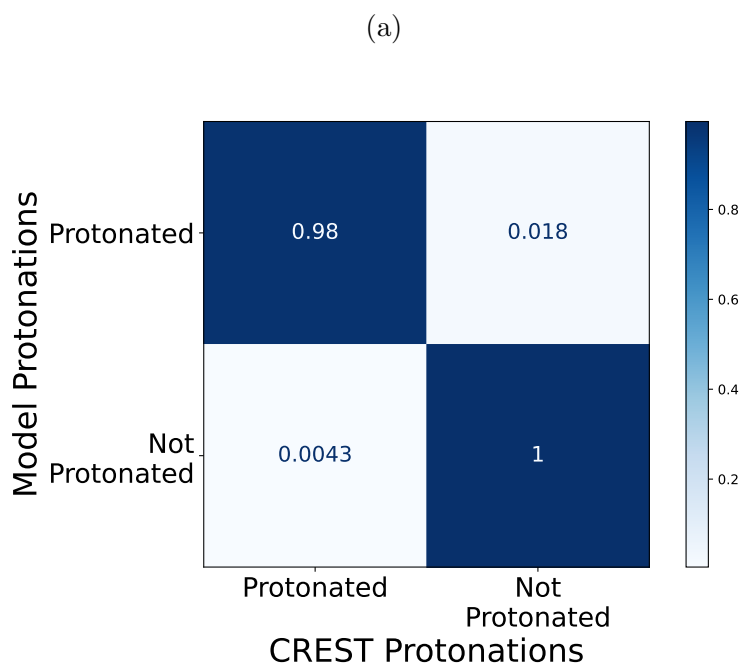 (a)
Model Protonations
Protonated
0.98
0.018
0.8
0.6
0.4
0.2
Not
Protonated
0.0043
1
Protonated
Not
Protonated
CREST Protonations